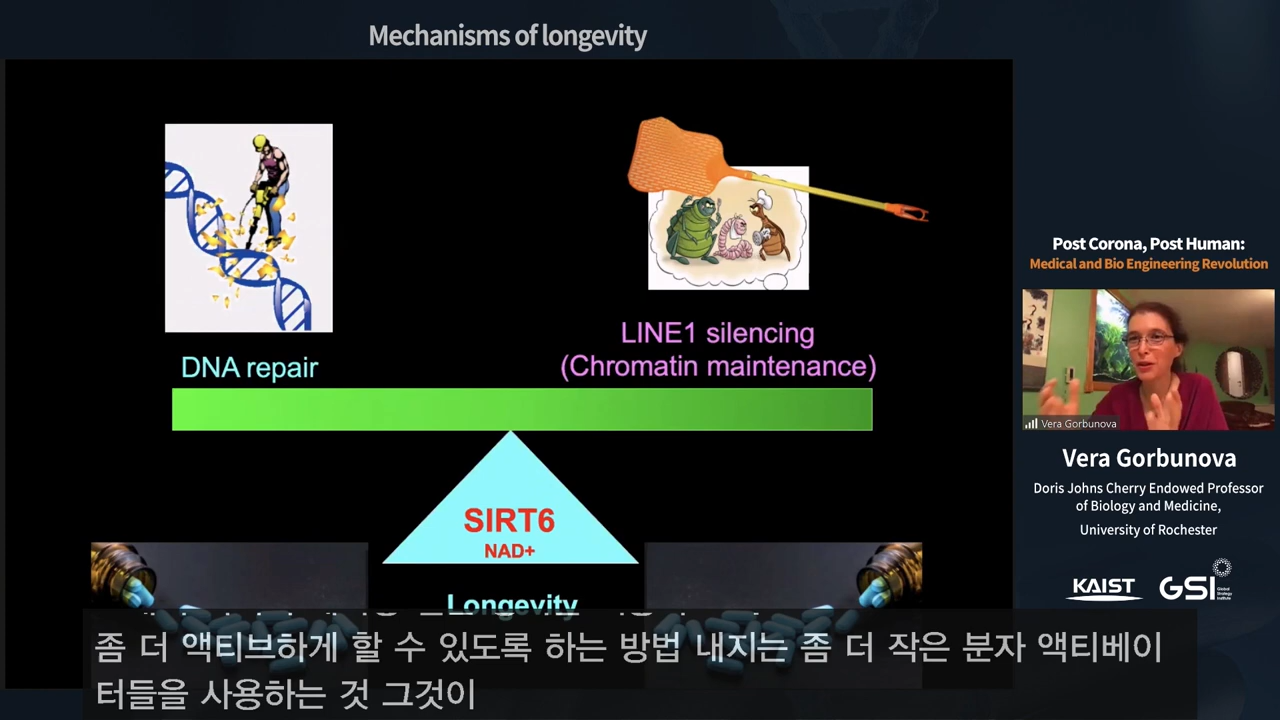 Mechanisms of longevity
DNA repair
LINE1 silencing
(Chromatin maintenance)
SIRT6
NAD+
Longevity
좀 더 액티브하게 할 수 있도록 하는 방법 내지는 좀 더 작은 분자 액티베이
터들을 사용하는 것 그것이
Post Corona, Post Human:
Medical and Bio Engineering Revolution
Vera Gorbunova
Vera Gorbunova
Doris Johns Cherry Endowed Professor
of Biology and Medicine,
University of Rochester
KAIST
GSI
Global
Strategy
Institute